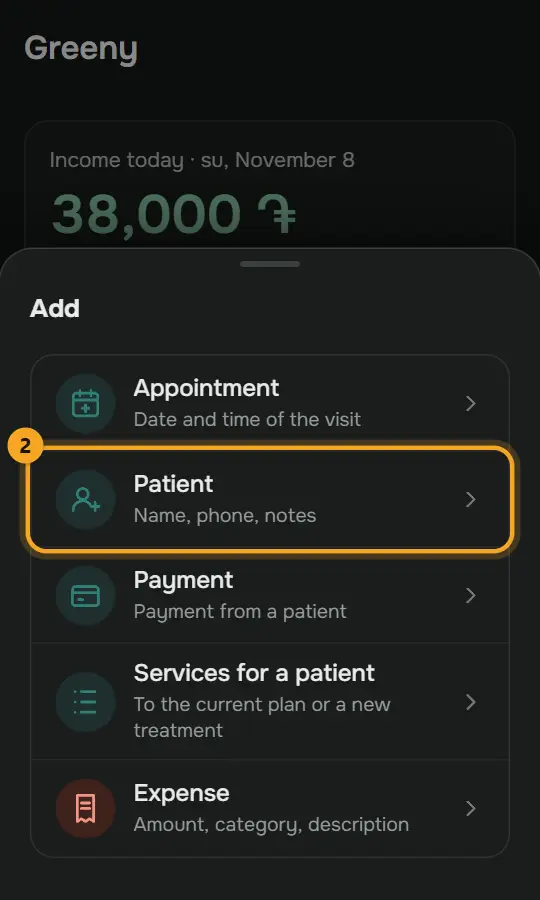 Greeny
Income today · su, November 8
38,000 ֏
Add
Appointment
Date and time of the visit
2
Patient
Name, phone, notes
Payment
Payment from a patient
Services for a patient
To the current plan or a new
treatment
Expense
Amount, category, description